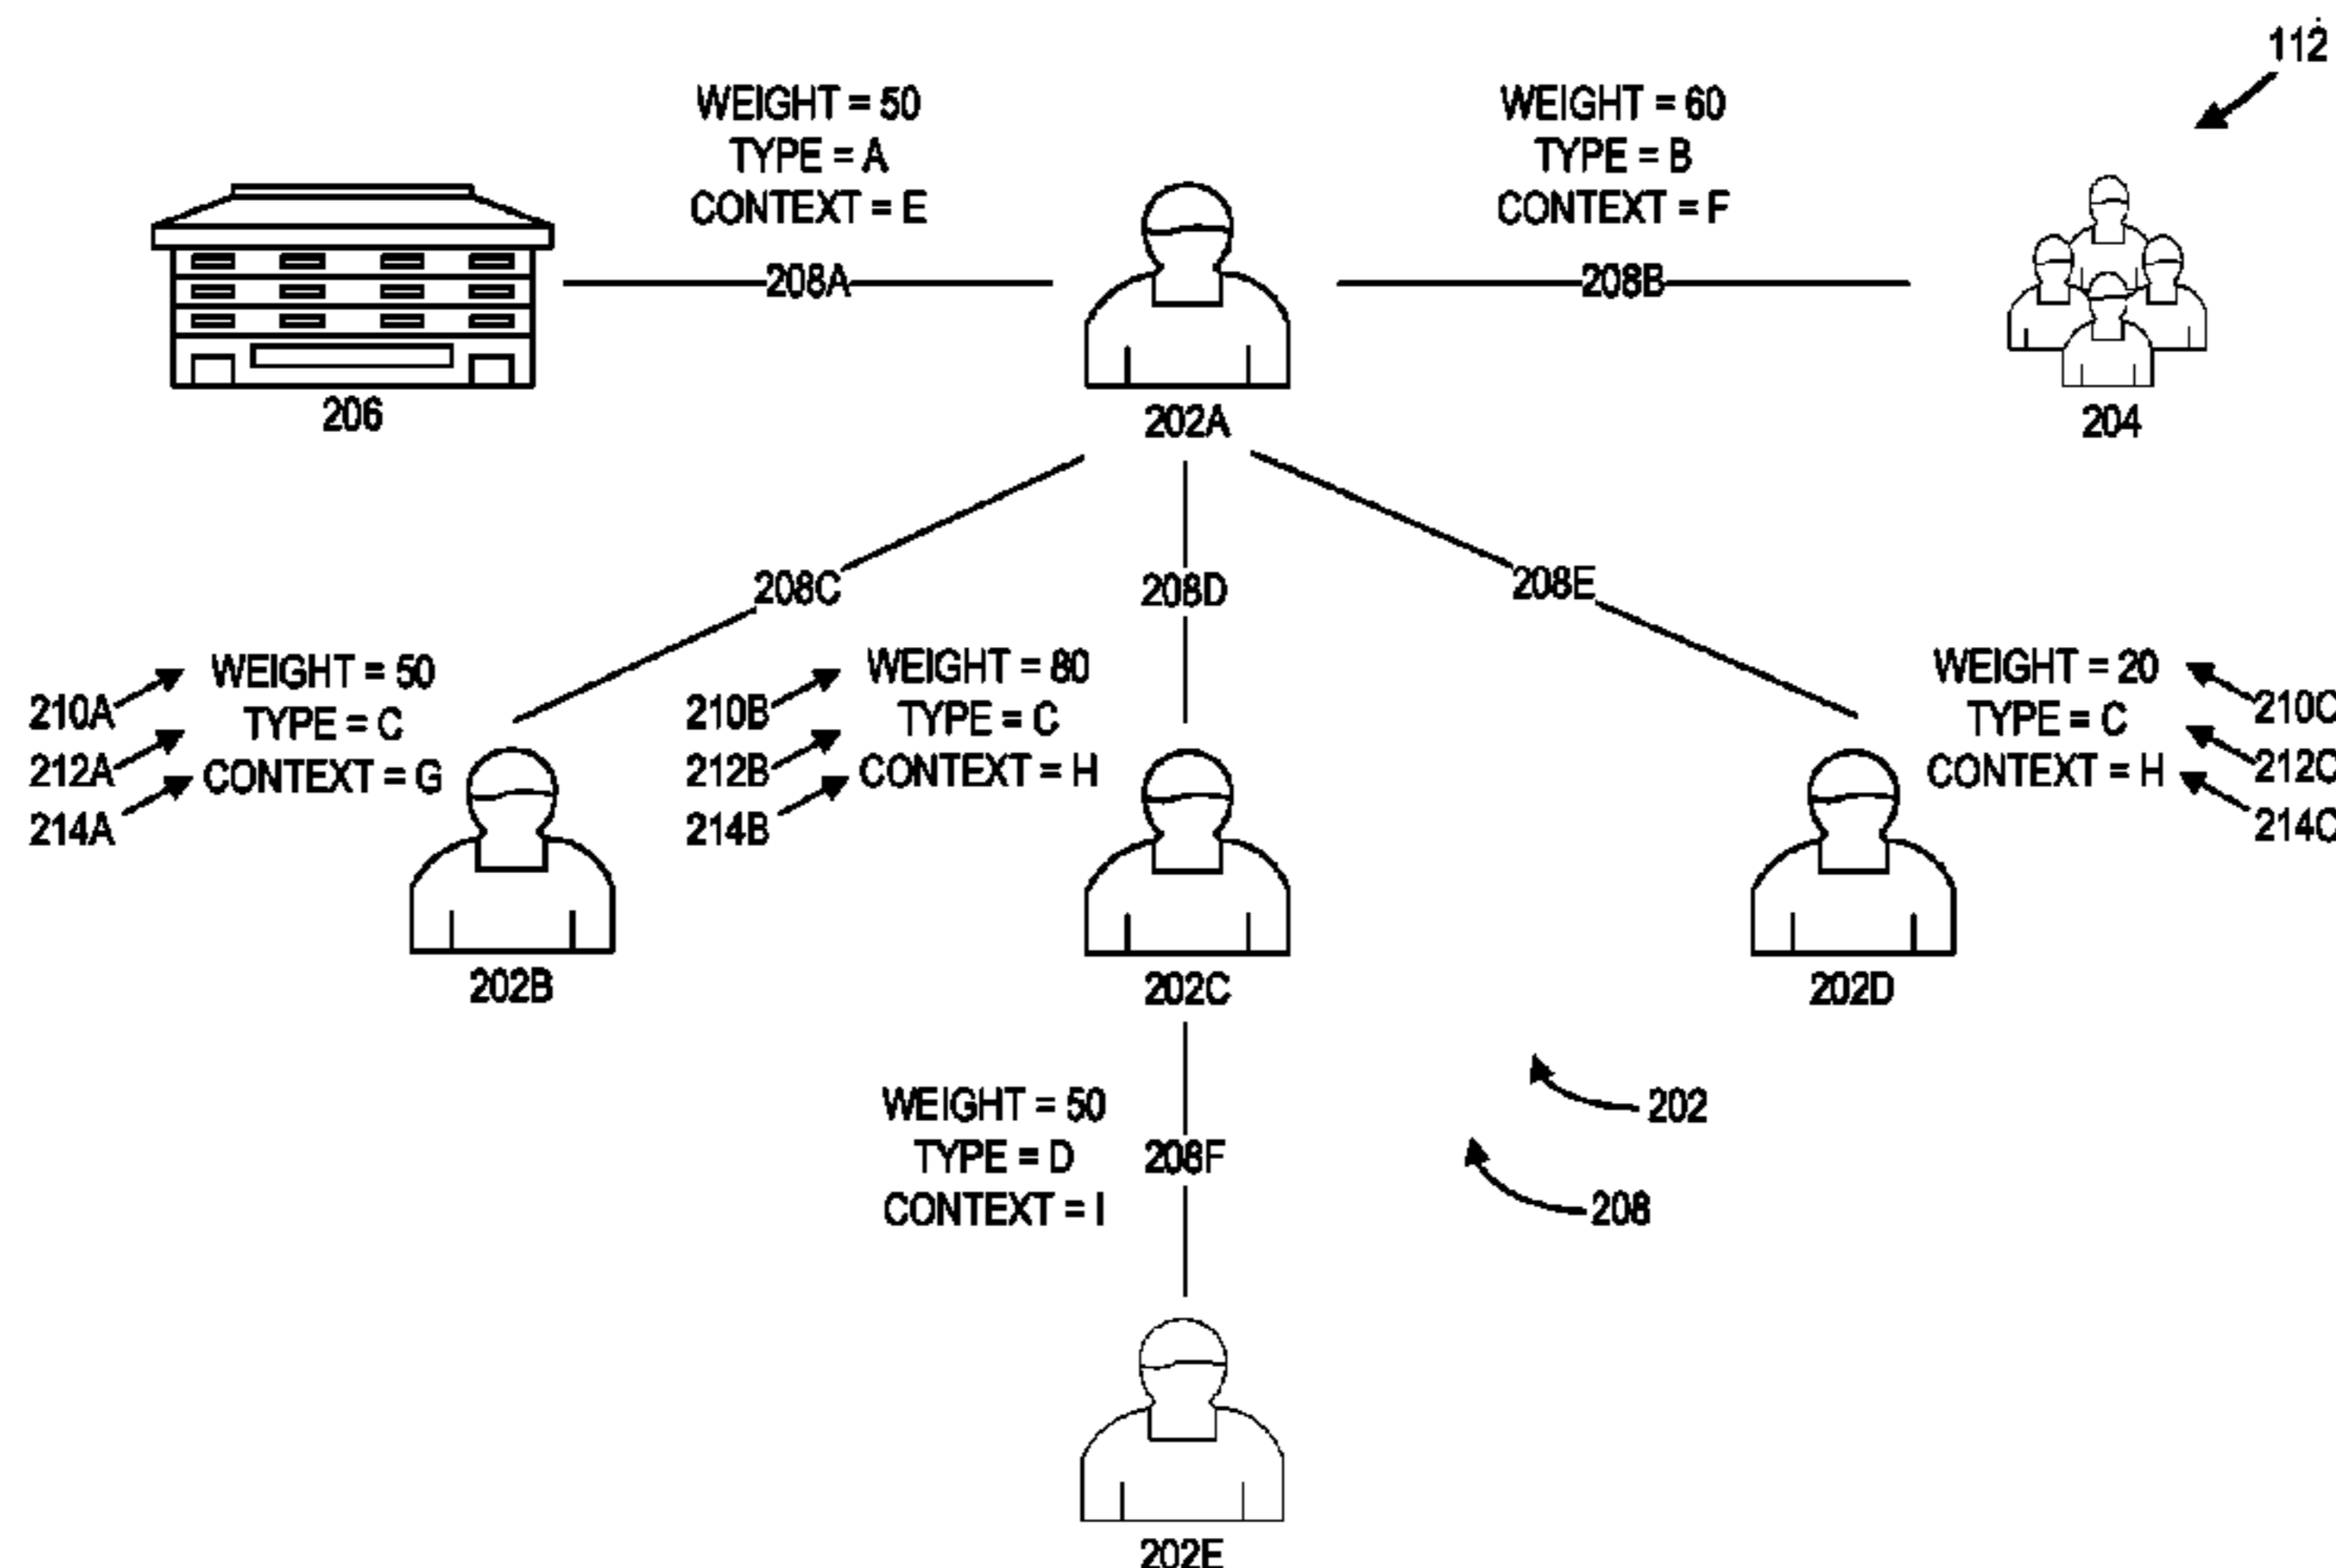 112
WEIGHT = 50
TYPE = A
CONTEXT = E
WEIGHT = 60
TYPE = B
CONTEXT = F
208A
208B
206
202A
204
208C
208D
208E
WEIGHT = 50
TYPE = C
CONTEXT = G
210A
212A
214A
WEIGHT = 80
TYPE = C
CONTEXT = H
210B
212B
214B
WEIGHT = 20
TYPE = C
CONTEXT = H
210C
212C
214C
202B
202C
202D
WEIGHT = 50
TYPE = D
CONTEXT = I
208F
202
208
202E